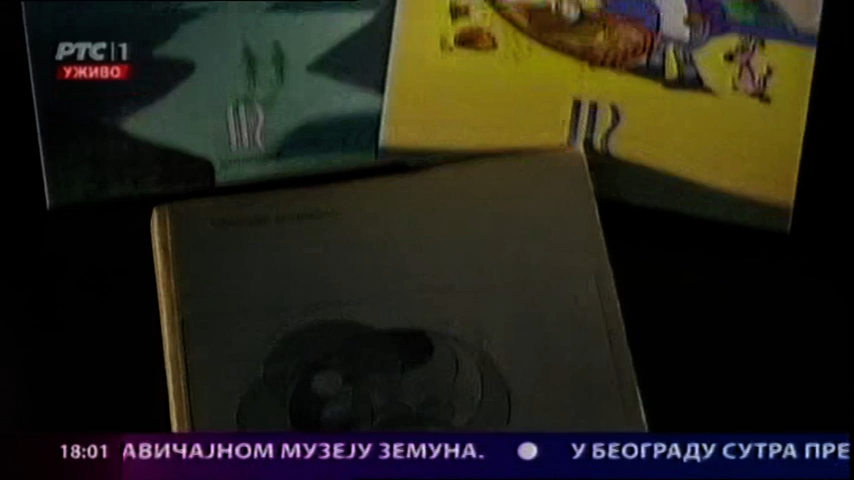 РТС|1
УЖИВО
18:01 АВИЧАЈНОМ МУЗЕЈУ ЗЕМУНА. ● У БЕОГРАДУ СУТРА ПРЕ